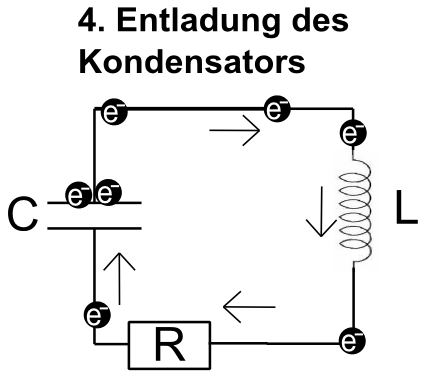 4. Entladung des
Kondensators
e⁻
e⁻
e⁻
e⁻ e⁻
C
L
e⁻
R
e⁻